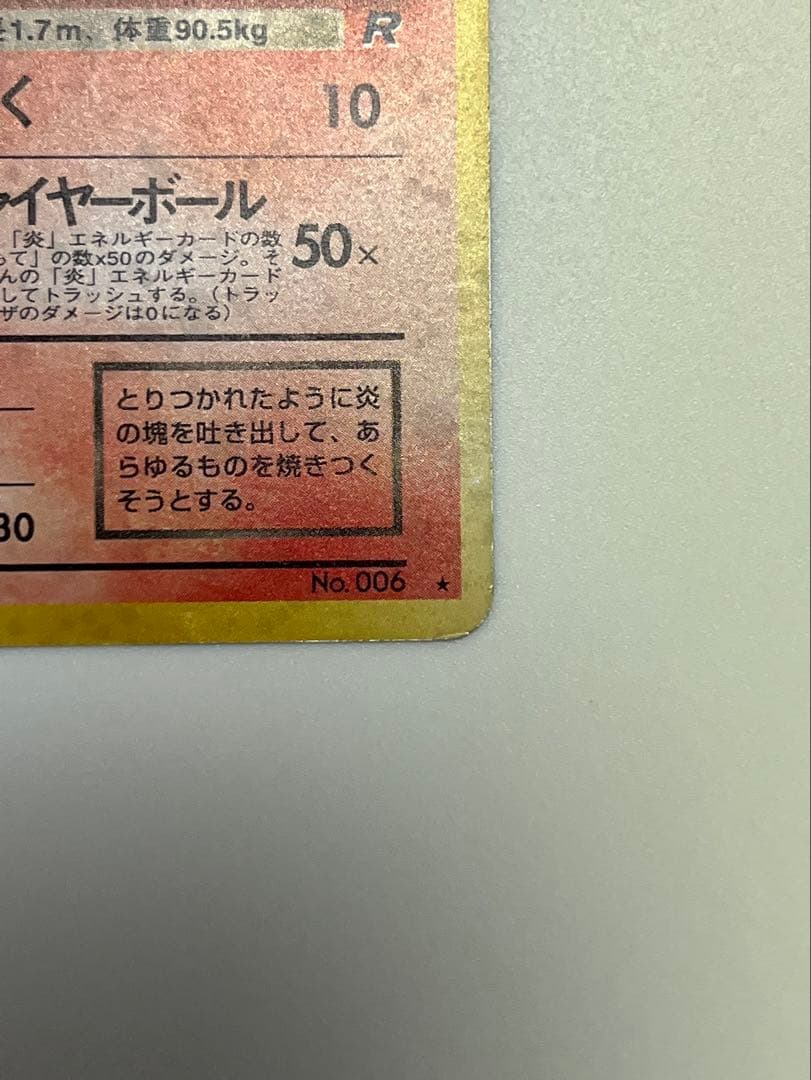 1.7m、体重90.5kg
R
く 10
ァイヤーボール
「炎」エネルギーカードの数
って」の数x50のダメージ。そ
んの「炎」エネルギーカード
してトラッシュする。(トラッ
ザのダメージは0になる)
50×
とりつかれたように炎
の塊を吐き出して、あ
らゆるものを焼きつく
そうとする。
30
No. 006 ★